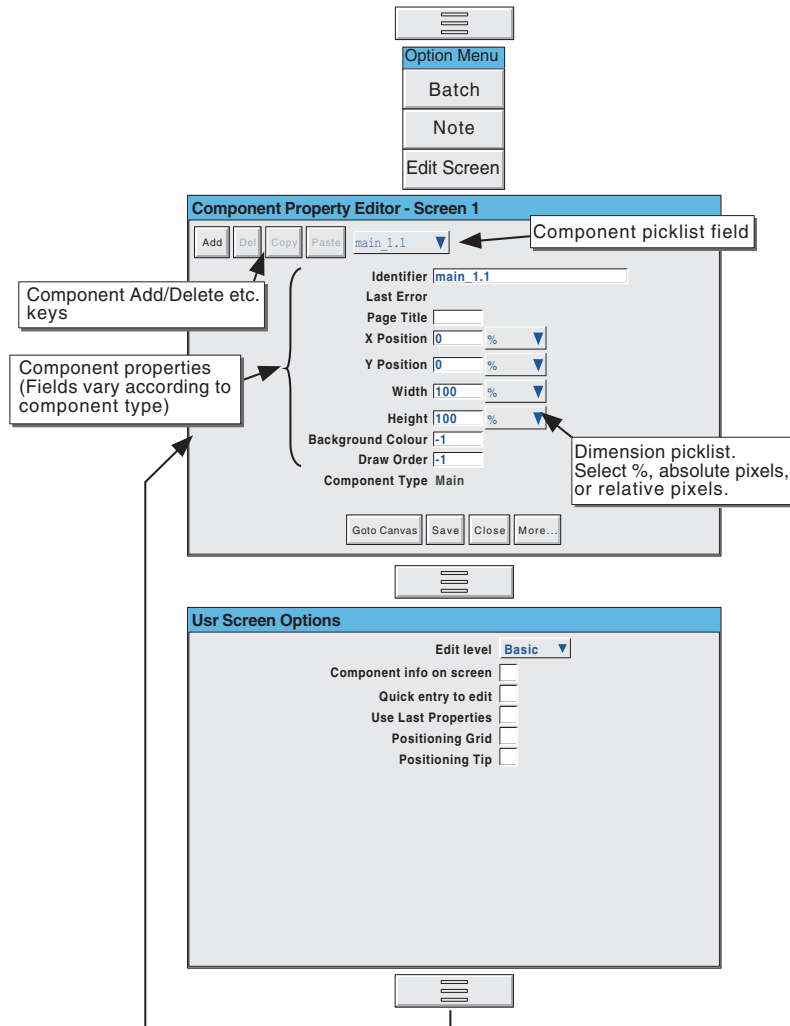 Option Menu
Batch
Note
Edit Screen
Component Property Editor - Screen 1
Add Del Copy Paste main_1.1
Component picklist field
Identifier main_1.1
Last Error
Component Add/Delete etc.
keys
Page Title
X Position 0 %
Y Position 0 %
Component properties
(Fields vary according to
component type)
Width 100 %
Height 100 %
Background Colour -1
Draw Order -1
Component Type Main
Dimension picklist.
Select %, absolute pixels,
or relative pixels.
Goto Canvas Save Close More...
Usr Screen Options
Edit level Basic
Component info on screen
Quick entry to edit
Use Last Properties
Positioning Grid
Positioning Tip